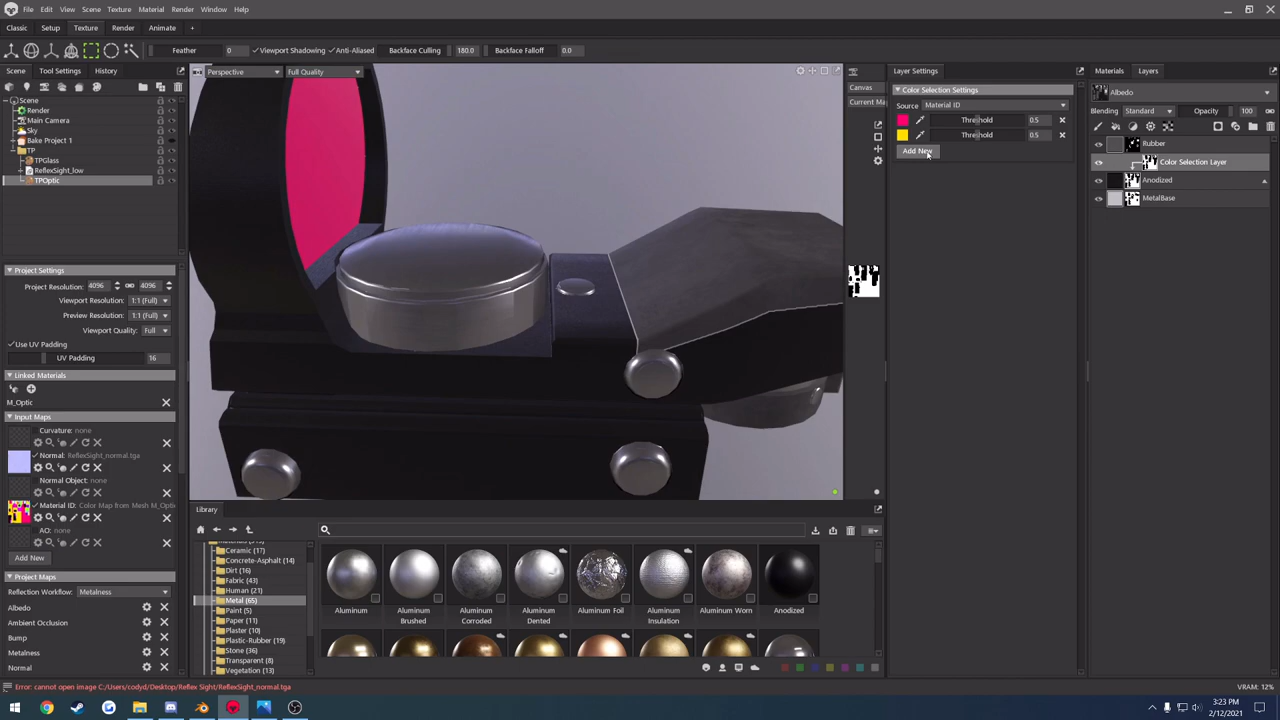 File Edit View Scene Texture Material Render Window Help
Classic Setup Texture Render Animate +
Feather 0 Viewport Shadowing Anti-Aliased Backface Culling 180.0 Backface Falloff 0.0
Scene Tool Settings History
Perspective Full Quality
Scene
Render
Main Camera
Sky
Bake Project 1
TP
TPGlass
ReflexSight_low
TPOptic
Project Settings
Project Resolution: 4096 4096
Viewport Resolution: 1:1 (Full)
Preview Resolution: 1:1 (Full)
Viewport Quality: Full
Use UV Padding
UV Padding 16
Linked Materials
M_Optic
Input Maps
Curvature: none
Normal: ReflexSight_normal.tga
Normal Object: none
Material ID: Color Map from Mesh M_Opti
AO: none
Add New
Project Maps
Reflection Workflow: Metalness
Albedo
Ambient Occlusion
Bump
Metalness
Normal
Canvas
Current Ma
Layer Settings
Color Selection Settings
Source Material ID
Threshold 0.5
Threshold 0.5
Add New
Materials Layers
Albedo
Blending Standard Opacity 100
Rubber
Color Selection Layer
Anodized
MetalBase
Library
Ceramic (17)
Concrete-Asphalt (14)
Dirt (16)
Fabric (43)
Human (21)
Metal (65)
Paint (5)
Paper (11)
Plaster (10)
Plastic-Rubber (19)
Stone (36)
Transparent (8)
Vegetation (13)
Aluminum
Aluminum Brushed
Aluminum Corroded
Aluminum Dented
Aluminum Foil
Aluminum Insulation
Aluminum Worn
Anodized
Error: cannot open image C:/Users/codyd/Desktop/Reflex Sight/ReflexSight_normal.tga
VRAM: 12%
3:23 PM
2/12/2021